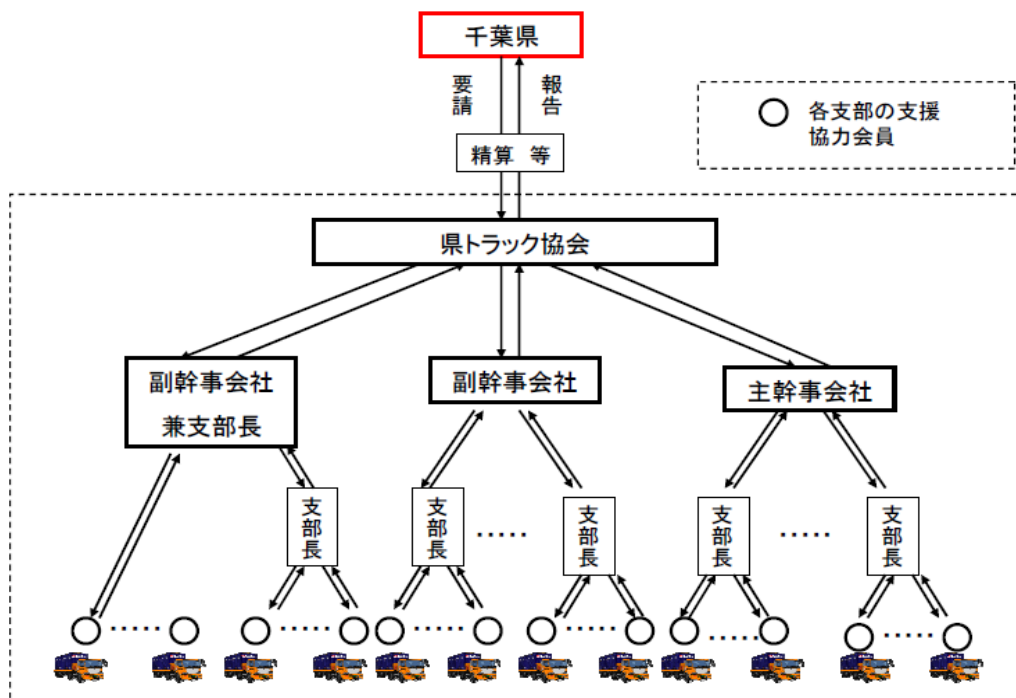 千葉県
要請
報告
精算 等
各支部の支援
協力会員
県トラック協会
副幹事会社
兼支部長
副幹事会社
主幹事会社
支部長
支部長
支部長
支部長
支部長